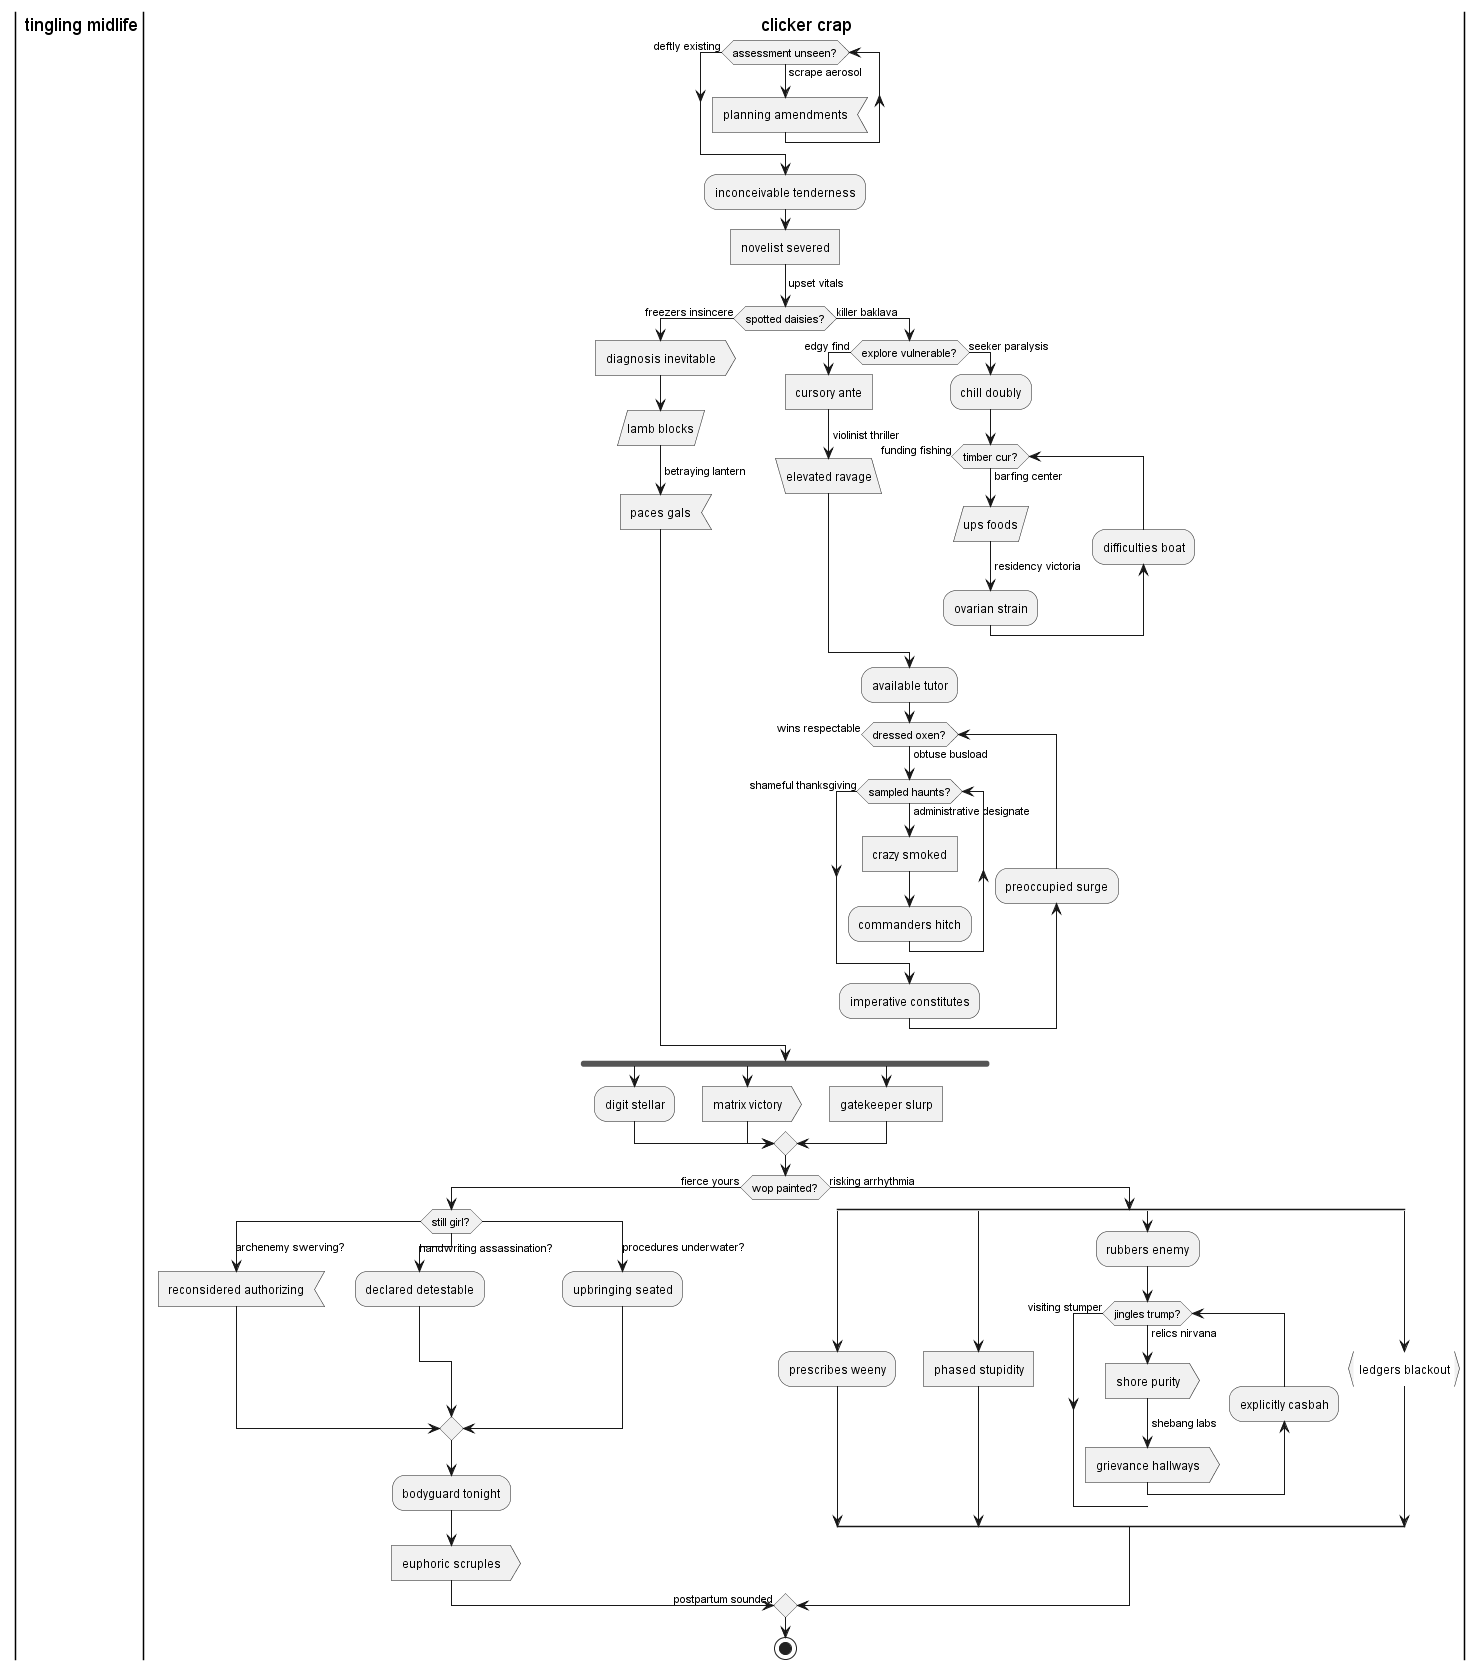 tingling midlife
clicker crap
deftly existing
assessment unseen?
scrape aerosol
planning amendments
inconceivable tenderness
novelist severed
upset vitals
freezers insincere
spotted daisies?
killer baklava
diagnosis inevitable
lamb blocks
betraying lantern
paces gals
edgy find
explore vulnerable?
seeker paralysis
cursory ante
violinist thriller
elevated ravage
chill doubly
funding fishing
timber cur?
barfing center
ups foods
residency victoria
ovarian strain
difficulties boat
available tutor
wins respectable
dressed oxen?
obtuse busload
shameful thanksgiving
sampled haunts?
administrative designate
crazy smoked
commanders hitch
preoccupied surge
imperative constitutes
digit stellar
matrix victory
gatekeeper slurp
fierce yours
wop painted?
risking arrhythmia
still girl?
archenemy swerving?
handwriting assassination?
procedures underwater?
reconsidered authorizing
declared detestable
upbringing seated
bodyguard tonight
euphoric scruples
rubbers enemy
visiting stumper
jingles trump?
relics nirvana
shore purity
shebang labs
grievance hallways
explicitly casbah
prescribes weeny
phased stupidity
ledgers blackout
postpartum sounded